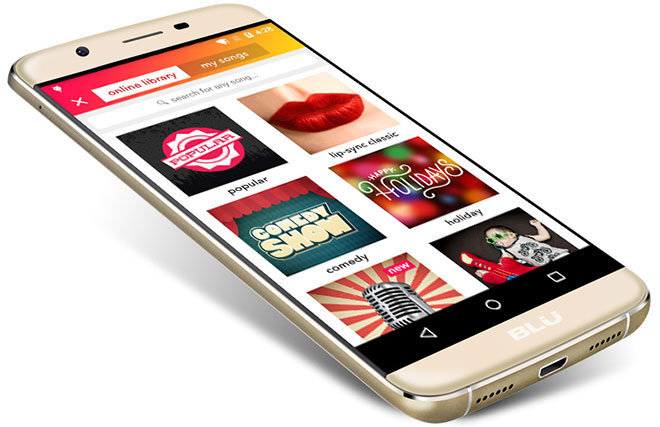 4:28
online library
my songs
search for any song...
POPULAR
popular
lip-sync classic
COMEDY
SHOW
comedy
HAPPY
HOLIDAYS
holiday
new
BLU